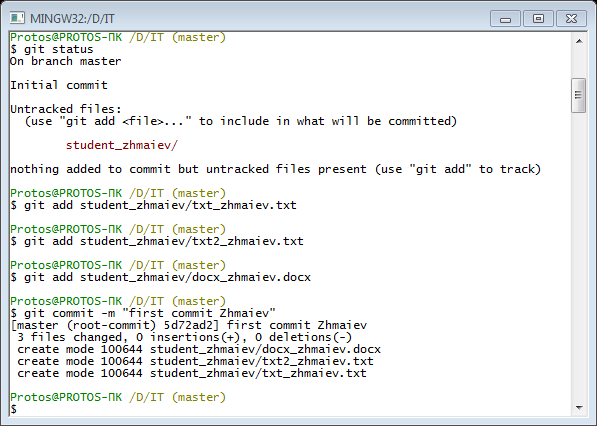 MINGW32:/D/IT
Protos@PROTOS-ПК /D/IT (master)
$ git status
On branch master
Initial commit
Untracked files:
(use "git add <file>..." to include in what will be committed)
student_zhmaiev/
nothing added to commit but untracked files present (use "git add" to track)
Protos@PROTOS-ПК /D/IT (master)
$ git add student_zhmaiev/txt_zhmaiev.txt
Protos@PROTOS-ПК /D/IT (master)
$ git add student_zhmaiev/txt2_zhmaiev.txt
Protos@PROTOS-ПК /D/IT (master)
$ git add student_zhmaiev/docx_zhmaiev.docx
Protos@PROTOS-ПК /D/IT (master)
$ git commit -m "first commit Zhmaiev"
[master (root-commit) 5d72ad2] first commit Zhmaiev
3 files changed, 0 insertions(+), 0 deletions(-)
create mode 100644 student_zhmaiev/docx_zhmaiev.docx
create mode 100644 student_zhmaiev/txt2_zhmaiev.txt
create mode 100644 student_zhmaiev/txt_zhmaiev.txt
Protos@PROTOS-ПК /D/IT (master)
$